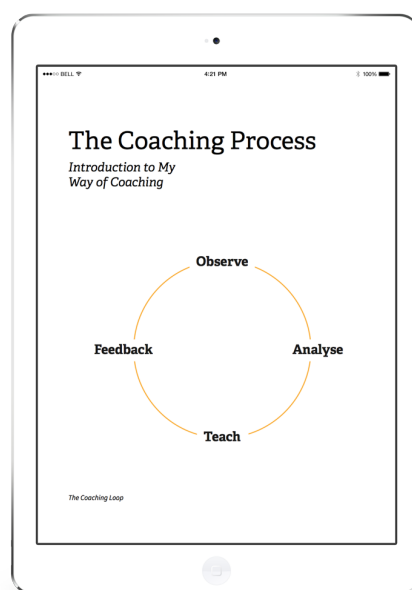 BELL
4:21 PM
100%
The Coaching Process
Introduction to My
Way of Coaching
Observe
Feedback
Analyse
Teach
The Coaching Loop